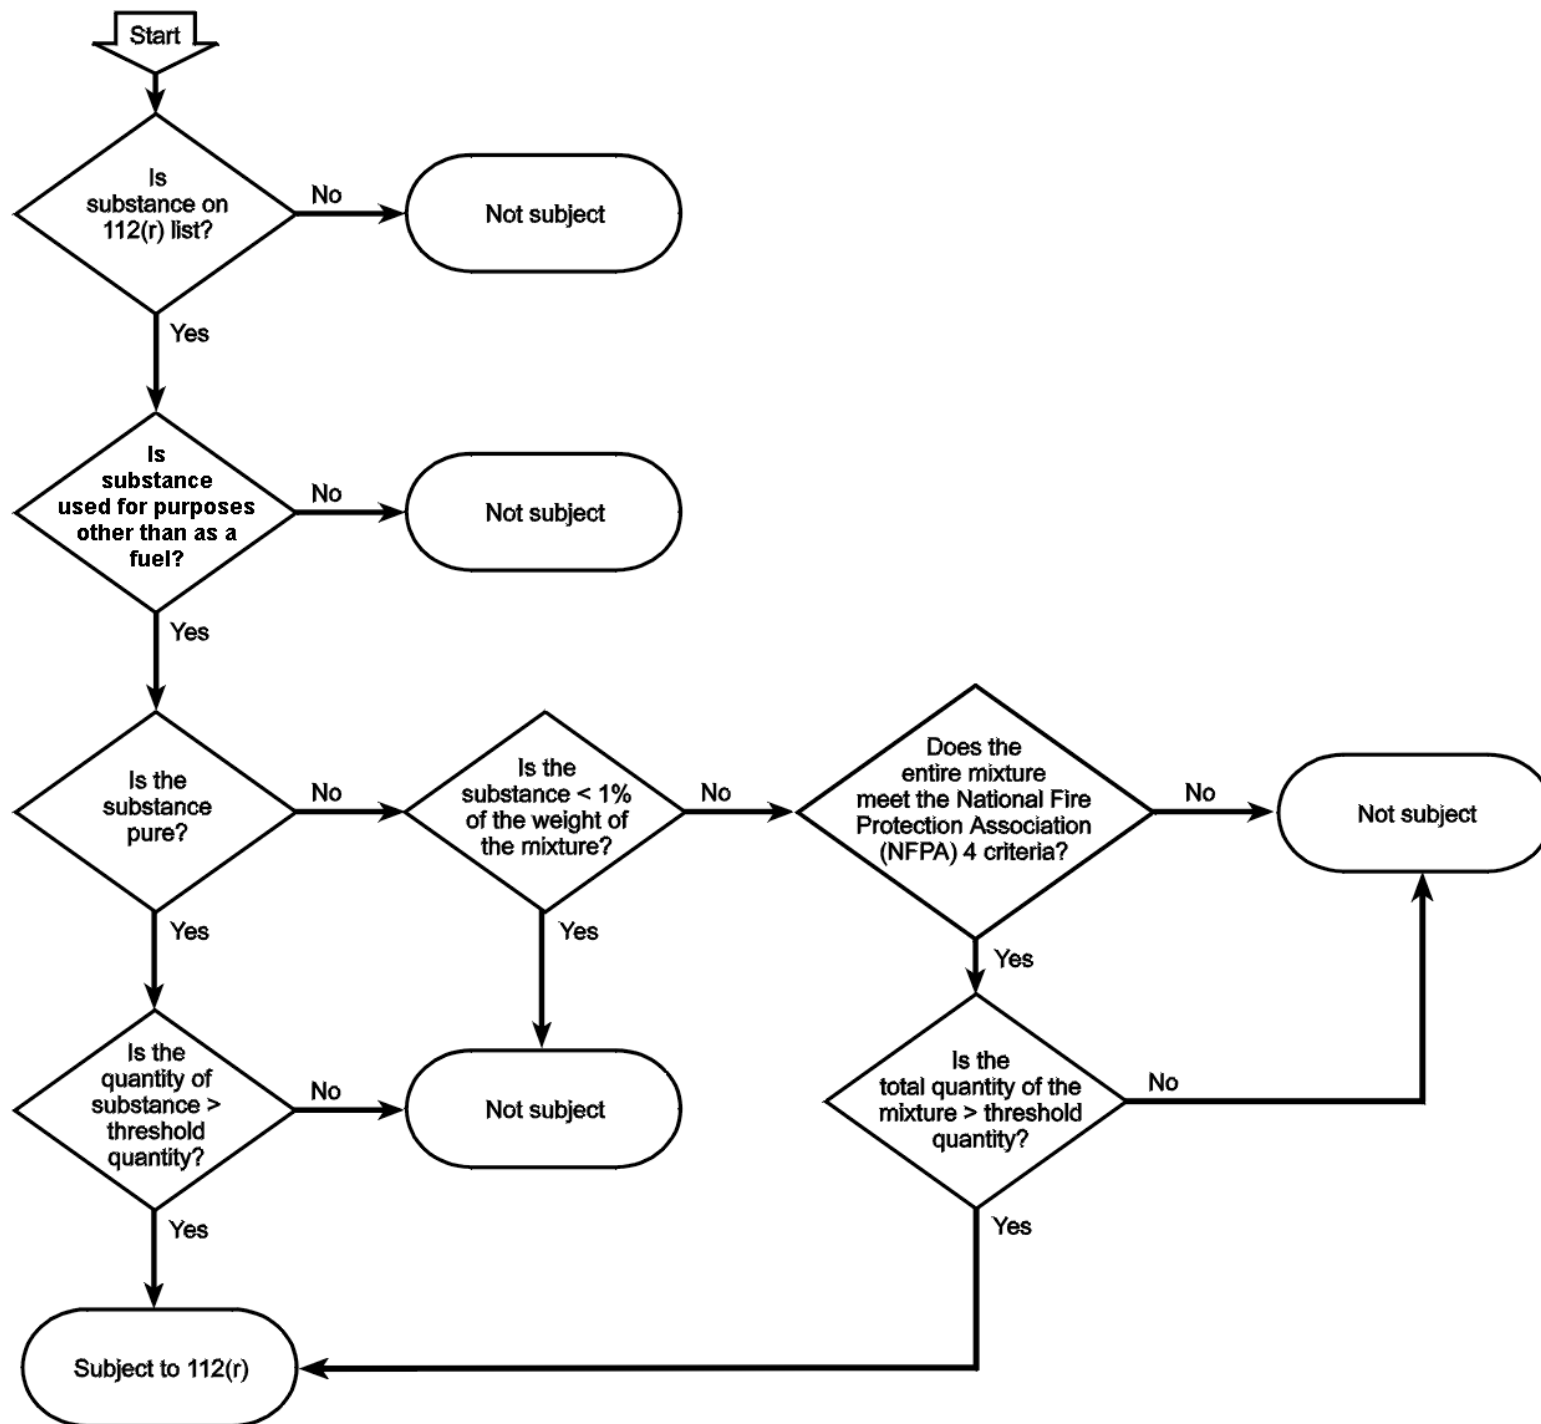 Start
Is
substance on
112(r) list?
No
Not subject
Yes
Is
substance
used for purposes
other than as a
fuel?
No
Not subject
Yes
Is the
substance
pure?
No
Is the
substance < 1%
of the weight of
the mixture?
No
Does the
entire mixture
meet the National Fire
Protection Association
(NFPA) 4 criteria?
No
Not subject
Yes
Yes
Yes
Is the
quantity of
substance >
threshold
quantity?
No
Not subject
Is the
total quantity of the
mixture > threshold
quantity?
No
Yes
Yes
Subject to 112(r)